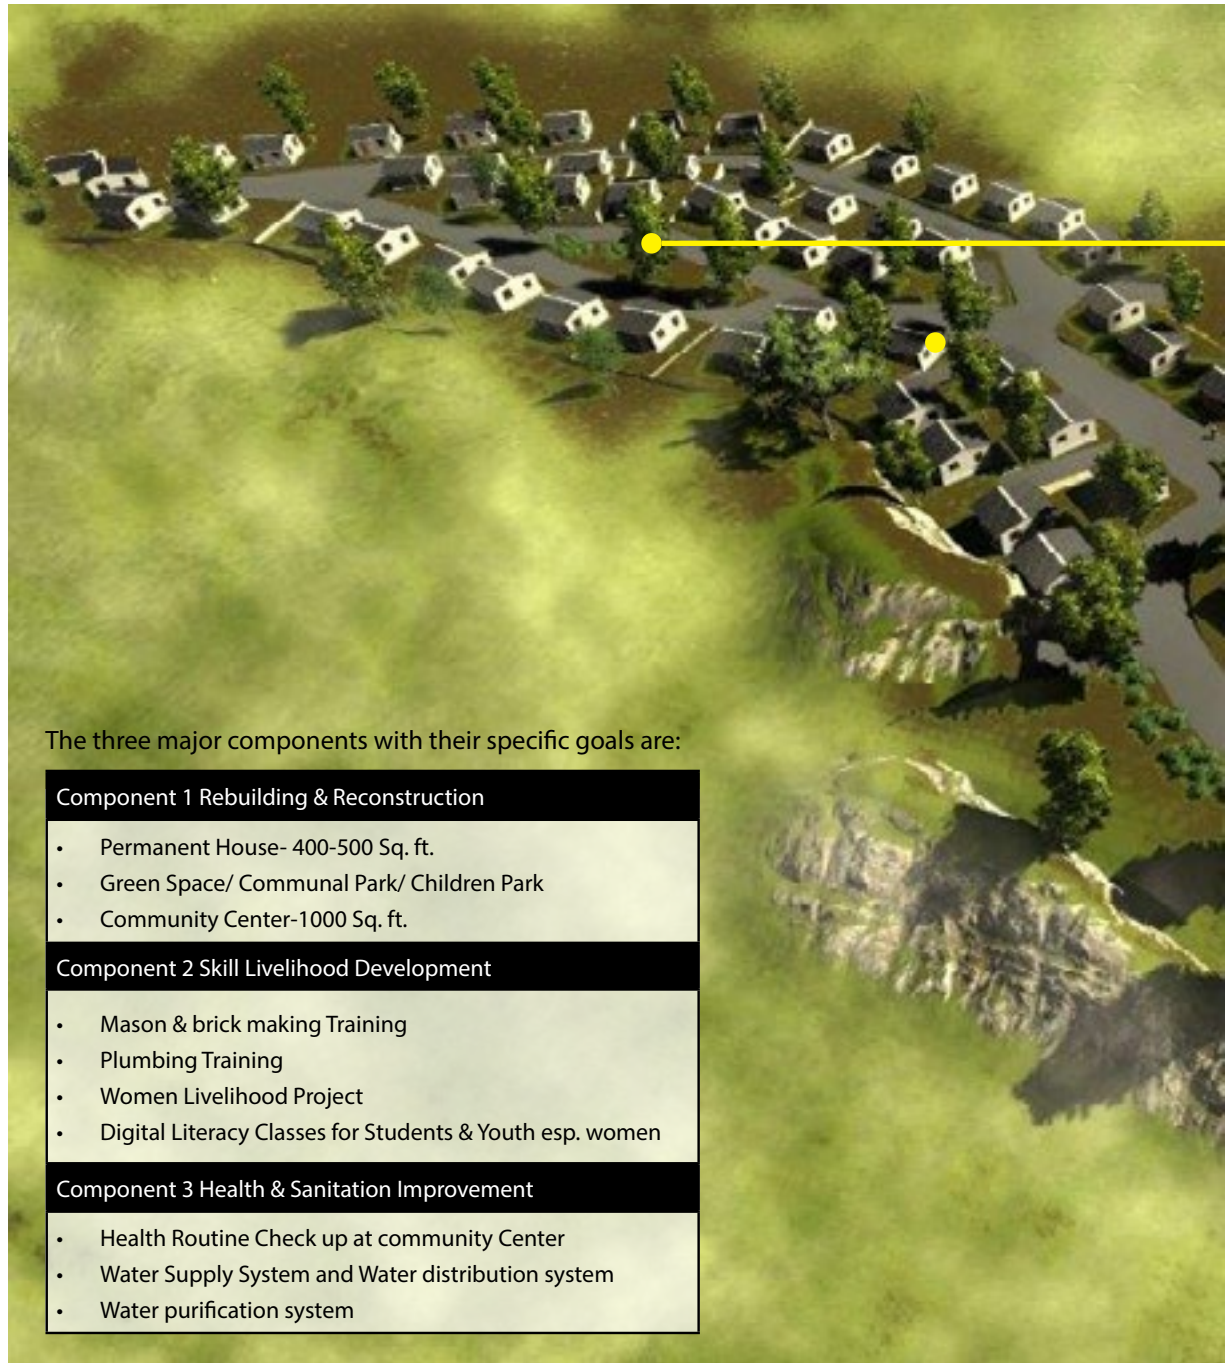 The three major components with their specific goals are:
Component 1 Rebuilding & Reconstruction
• Permanent House- 400-500 Sq. ft.
• Green Space/ Communal Park/ Children Park
• Community Center-1000 Sq. ft.
Component 2 Skill Livelihood Development
• Mason & brick making Training
• Plumbing Training
• Women Livelihood Project
• Digital Literacy Classes for Students & Youth esp. women
Component 3 Health & Sanitation Improvement
• Health Routine Check up at community Center
• Water Supply System and Water distribution system
• Water purification system